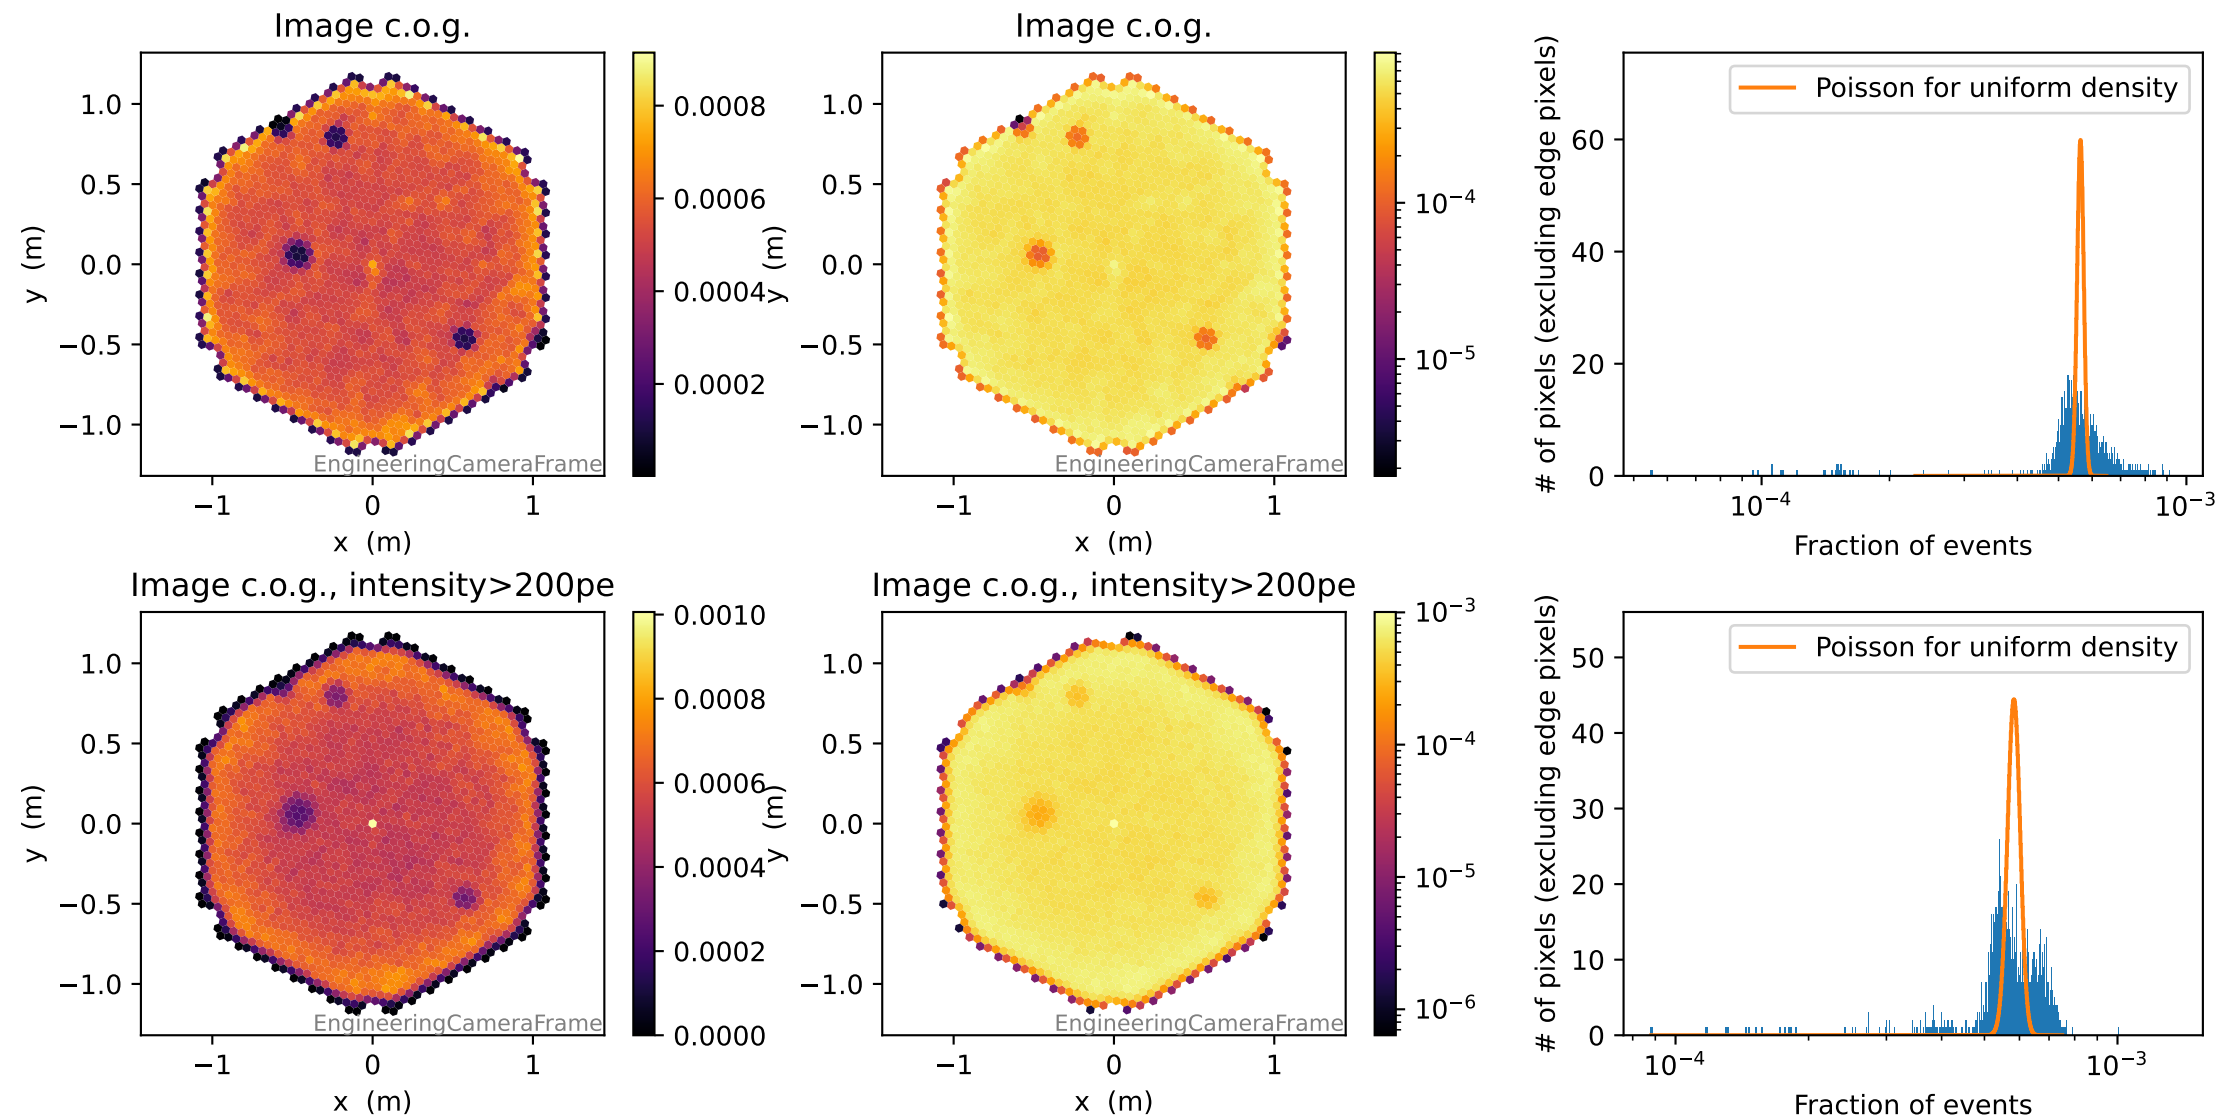 Image c.o.g.
y (m)
1.0
0.5
0.0
−0.5
−1.0
−1
0
1
x (m)
EngineeringCameraFrame
0.0008
0.0006
0.0004
0.0002
Image c.o.g.
y (m)
1.0
0.5
0.0
−0.5
−1.0
−1
0
1
x (m)
EngineeringCameraFrame
10⁻⁴
10⁻⁵
# of pixels (excluding edge pixels)
60
40
20
0
Poisson for uniform density
10⁻⁴
10⁻³
Fraction of events
Image c.o.g., intensity>200pe
y (m)
1.0
0.5
0.0
−0.5
−1.0
−1
0
1
x (m)
EngineeringCameraFrame
0.0010
0.0008
0.0006
0.0004
0.0002
0.0000
Image c.o.g., intensity>200pe
y (m)
1.0
0.5
0.0
−0.5
−1.0
−1
0
1
x (m)
EngineeringCameraFrame
10⁻³
10⁻⁴
10⁻⁵
10⁻⁶
# of pixels (excluding edge pixels)
50
40
30
20
10
0
Poisson for uniform density
10⁻⁴
10⁻³
Fraction of events